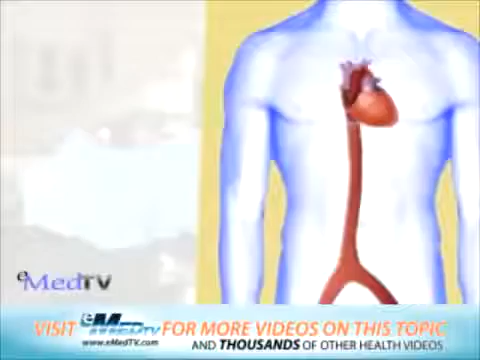 eMedTV
VISIT eMEDTV FOR MORE VIDEOS ON THIS TOPIC
www.eMedTV.com AND THOUSANDS OF OTHER HEALTH VIDEOS